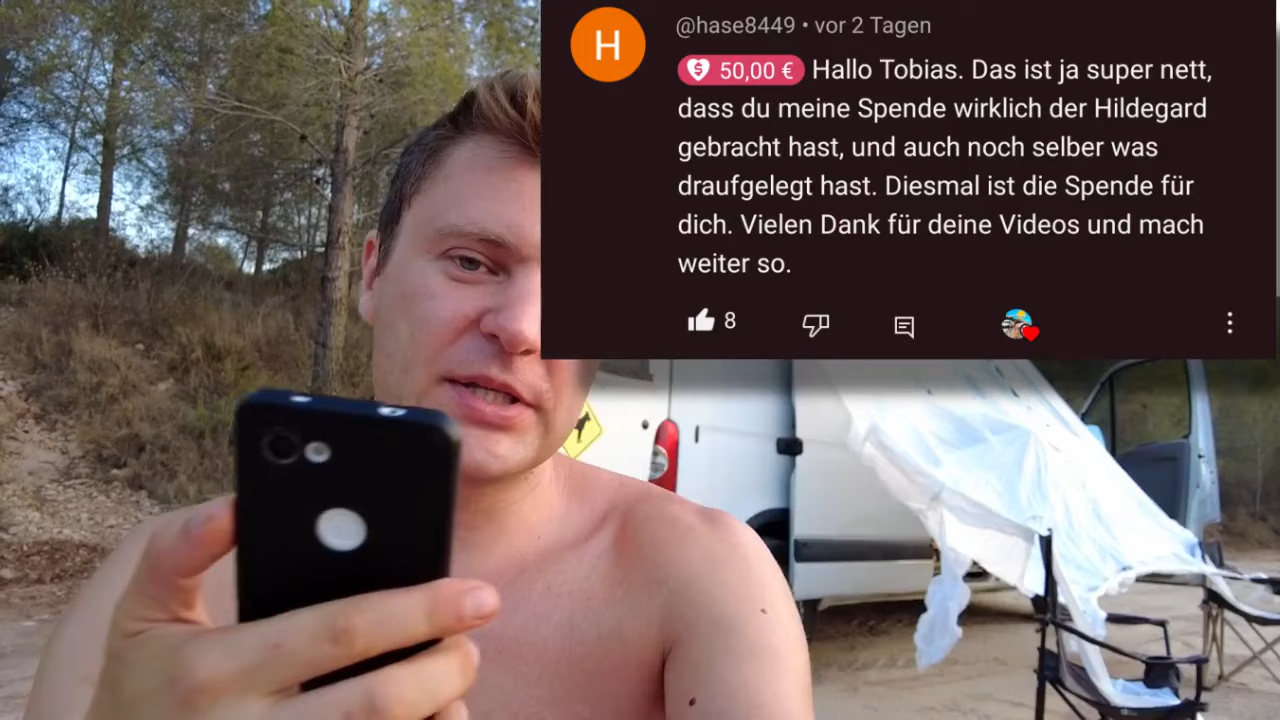 @hase8449 • vor 2 Tagen
H
50,00 € Hallo Tobias. Das ist ja super nett,
dass du meine Spende wirklich der Hildegard
gebracht hast, und auch noch selber was
draufgelegt hast. Diesmal ist die Spende für
dich. Vielen Dank für deine Videos und mach
weiter so.
8